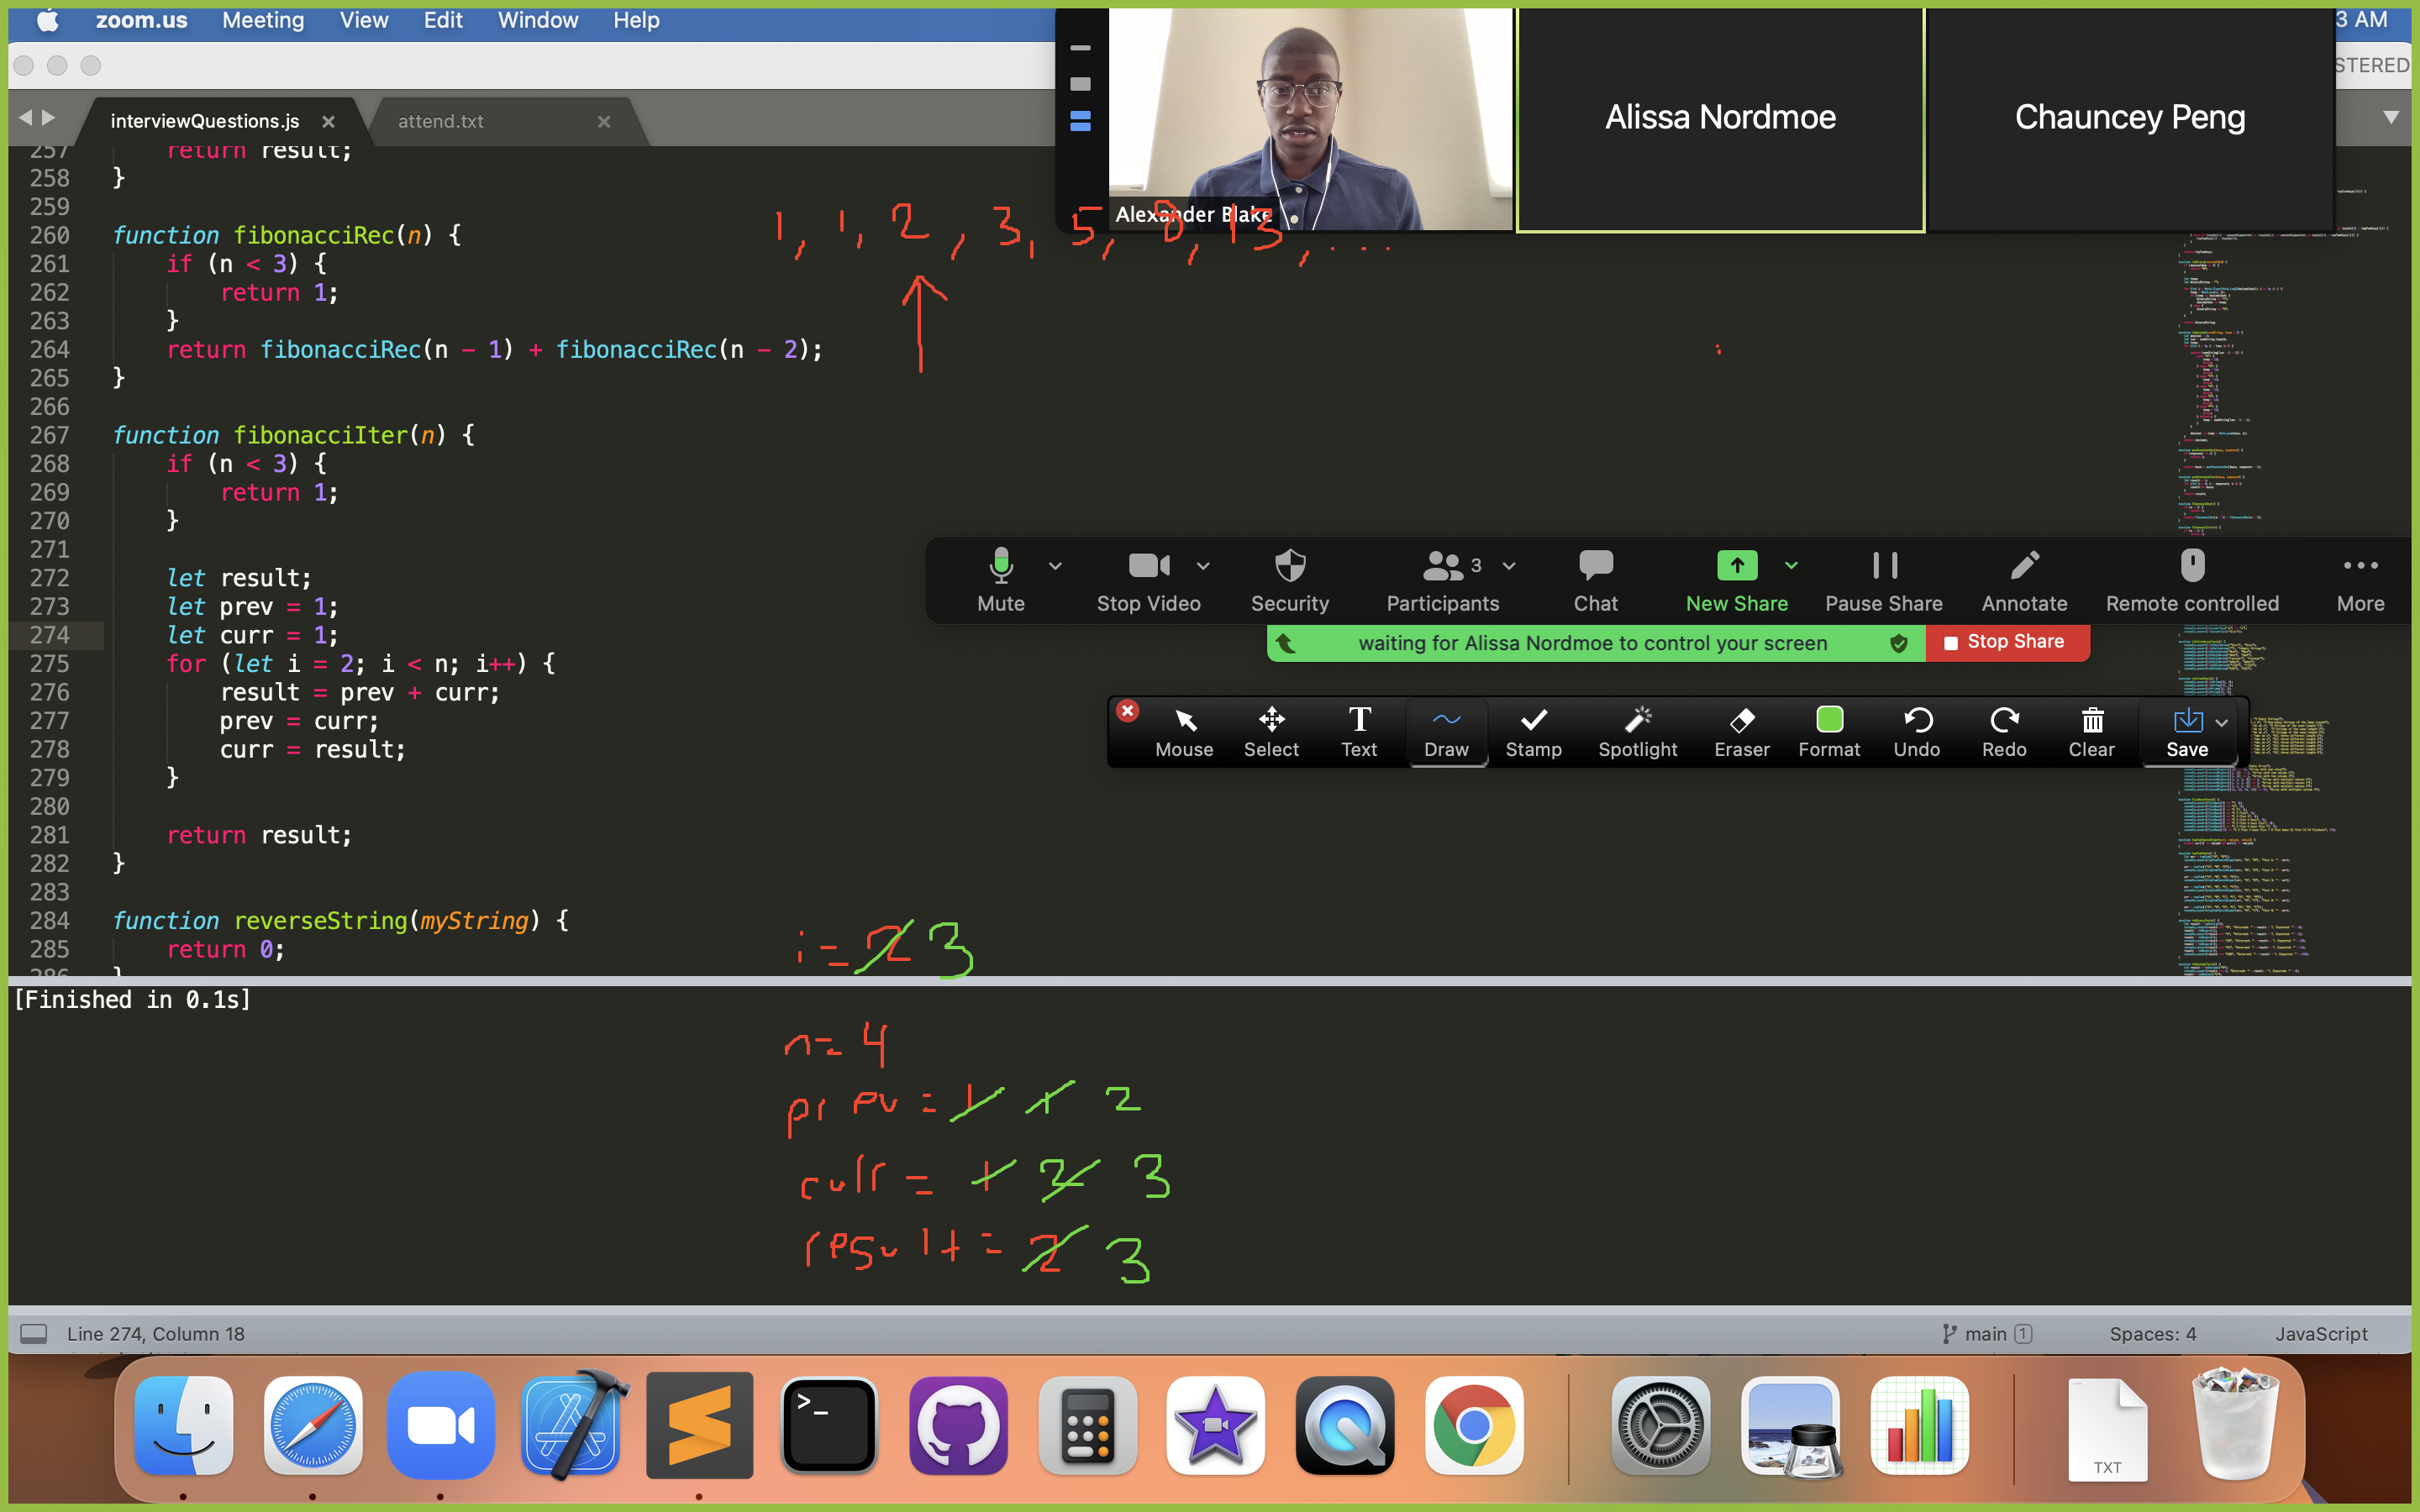 zoom.us Meeting View Edit Window Help
3 AM
STERED
interviewQuestions.js × attend.txt ×
Alexander Blake
Alissa Nordmoe
Chauncey Peng
1, 1, 2, 3, 5, 8, 13, ...
257 return result;
258 }
259
260 function fibonacciRec(n) {
261 if (n < 3) {
262 return 1;
263 }
264 return fibonacciRec(n - 1) + fibonacciRec(n - 2);
265 }
266
267 function fibonacciIter(n) {
268 if (n < 3) {
269 return 1;
270 }
271
272 let result;
273 let prev = 1;
274 let curr = 1;
275 for (let i = 2; i < n; i++) {
276 result = prev + curr;
277 prev = curr;
278 curr = result;
279 }
280
281 return result;
282 }
283
284 function reverseString(myString) {
285 return 0;
286 }
Mute Stop Video Security Participants 3 Chat New Share Pause Share Annotate Remote controlled More
waiting for Alissa Nordmoe to control your screen Stop Share
Mouse Select Text Draw Stamp Spotlight Eraser Format Undo Redo Clear Save
i = 2 3
[Finished in 0.1s]
n = 4
prev = 1 1 2
curr = 1 2 3
result = 2 3
Line 274, Column 18
main 1 Spaces: 4 JavaScript
>_
TXT